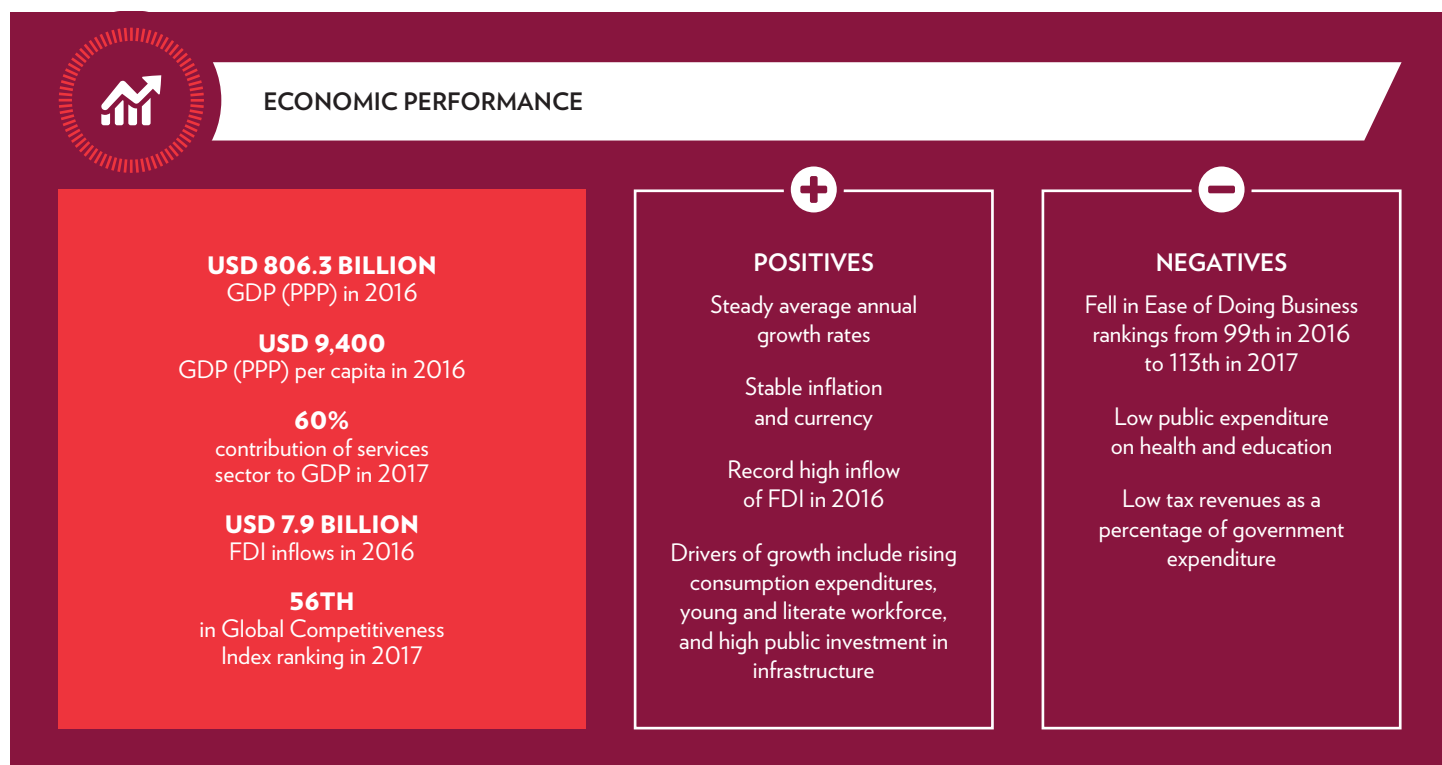 ECONOMIC PERFORMANCE
USD 806.3 BILLION
GDP (PPP) in 2016
USD 9,400
GDP (PPP) per capita in 2016
60%
contribution of services
sector to GDP in 2017
USD 7.9 BILLION
FDI inflows in 2016
56TH
in Global Competitiveness
Index ranking in 2017
POSITIVES
Steady average annual
growth rates
Stable inflation
and currency
Record high inflow
of FDI in 2016
Drivers of growth include rising
consumption expenditures,
young and literate workforce,
and high public investment in
infrastructure
NEGATIVES
Fell in Ease of Doing Business
rankings from 99th in 2016
to 113th in 2017
Low public expenditure
on health and education
Low tax revenues as a
percentage of government
expenditure